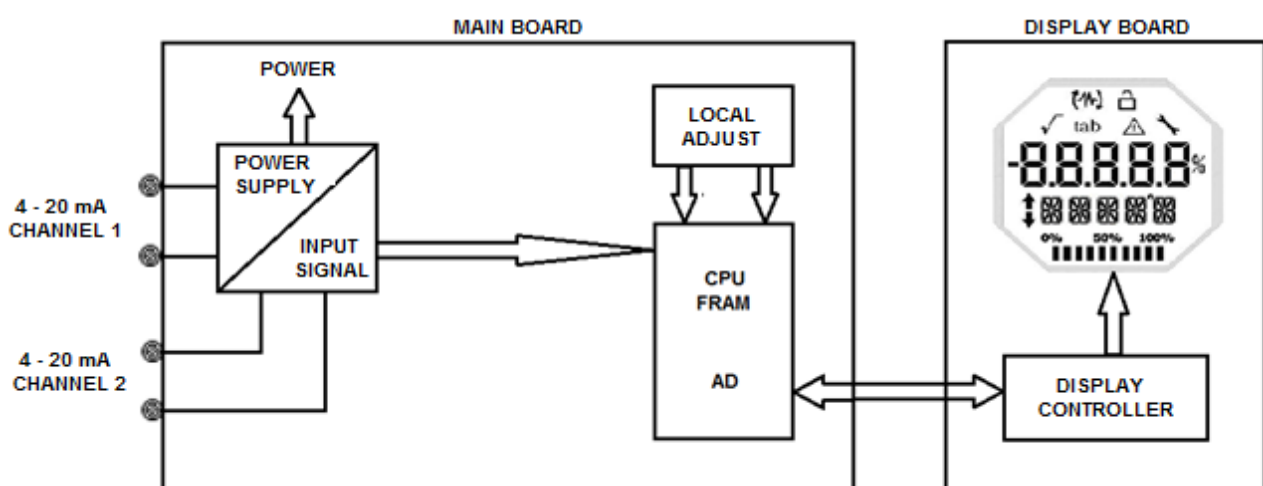 MAIN BOARD
DISPLAY BOARD
POWER
LOCAL
ADJUST
POWER
SUPPLY
INPUT
SIGNAL
4 - 20 mA
CHANNEL 1
4 - 20 mA
CHANNEL 2
CPU
FRAM
AD
tab
-8.8.8.8.8%
0% 50% 100%
DISPLAY
CONTROLLER